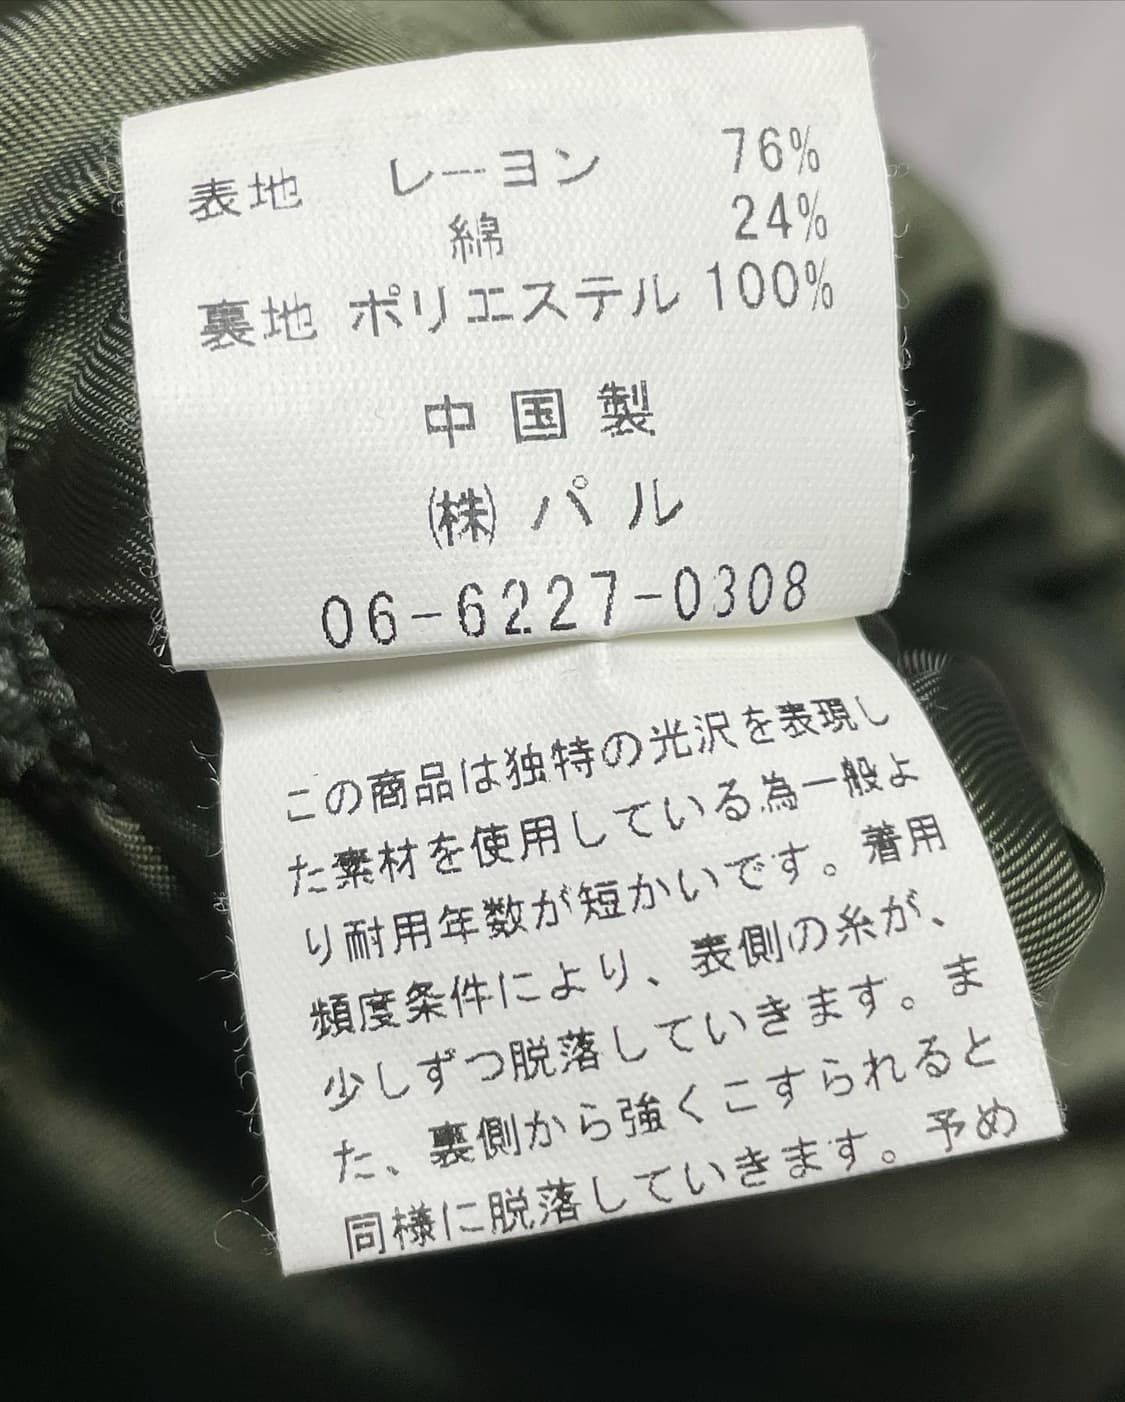 表地 レーヨン 76%
綿 24%
裏地 ポリエステル 100%
中国製
㈱パル
06-6227-0308
この商品は独特の光沢を表現し
た素材を使用している為一般よ
り耐用年数が短かいです。着用
頻度条件により、表側の糸が、
少しずつ脱落していきます。ま
た、裏側から強くこすられると
同様に脱落していきます。予め